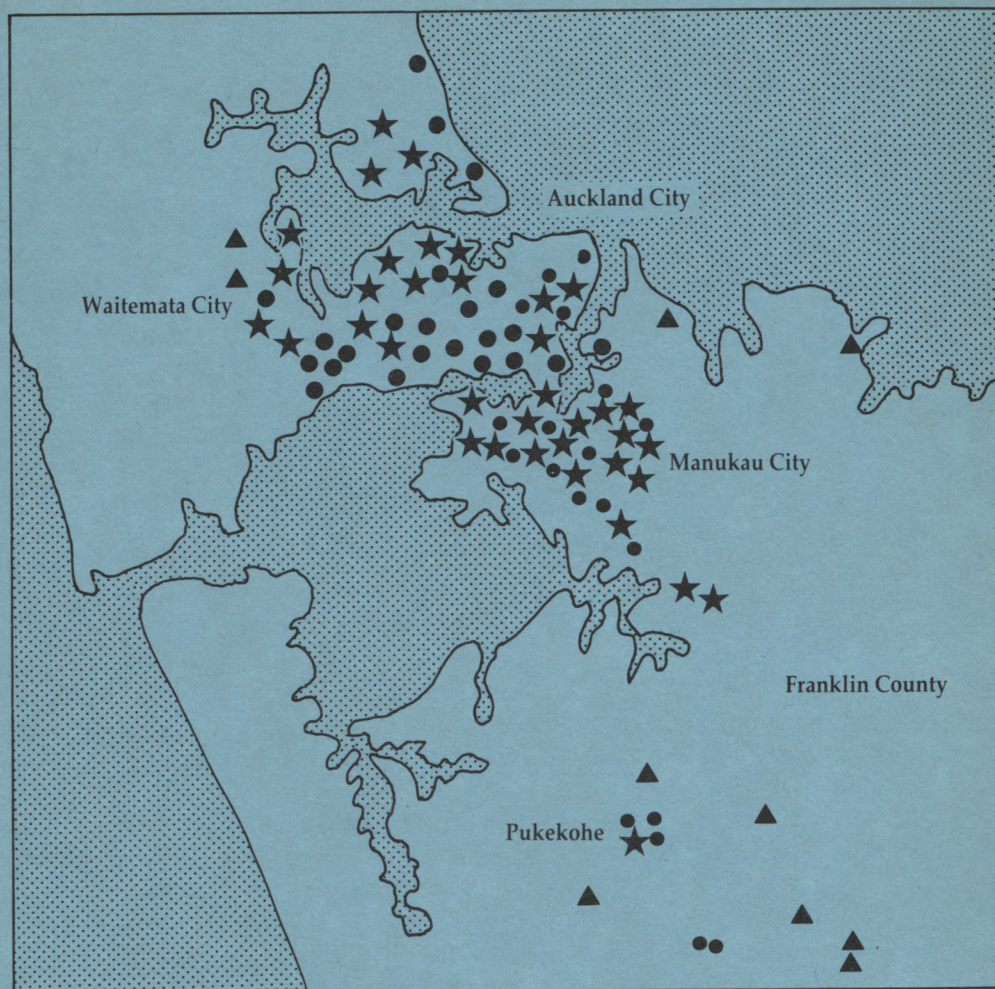 Auckland City
Waitemata City
Manukau City
Franklin County
Pukekohe